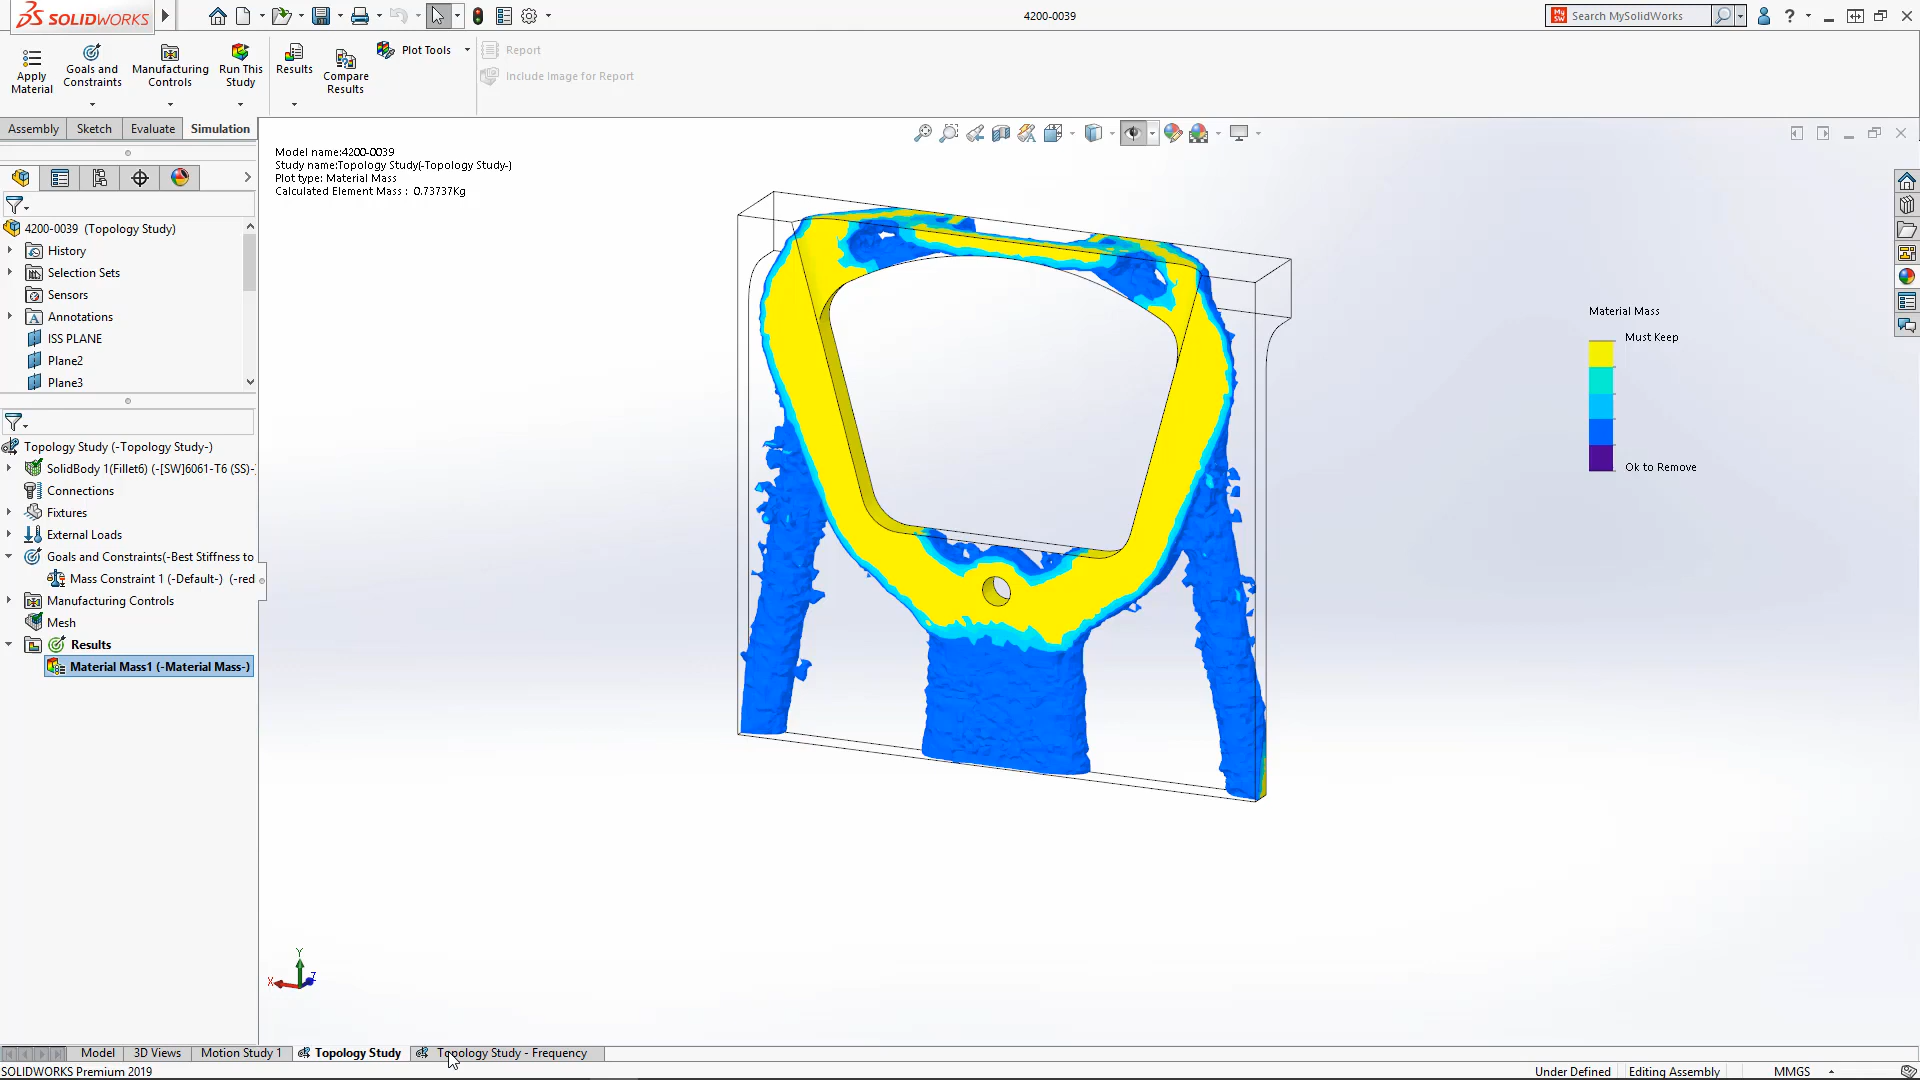 SOLIDWORKS
4200-0039
Search MySolidWorks
?
Apply Material
Goals and Constraints
Manufacturing Controls
Run This Study
Results
Compare Results
Plot Tools
Report
Include Image for Report
Assembly
Sketch
Evaluate
Simulation
Model name:4200-0039
Study name:Topology Study(-Topology Study-)
Plot type: Material Mass
Calculated Element Mass : 0.73737Kg
4200-0039 (Topology Study)
History
Selection Sets
Sensors
Annotations
ISS PLANE
Plane2
Plane3
Topology Study (-Topology Study-)
SolidBody 1(Fillet6) (-[SW]6061-T6 (SS)-
Connections
Fixtures
External Loads
Goals and Constraints(-Best Stiffness to
Mass Constraint 1 (-Default-) (-red
Manufacturing Controls
Mesh
Results
Material Mass1 (-Material Mass-)
Material Mass
Must Keep
Ok to Remove
Y
X
Z
Model
3D Views
Motion Study 1
Topology Study
Topology Study - Frequency
SOLIDWORKS Premium 2019
Under Defined
Editing Assembly
MMGS